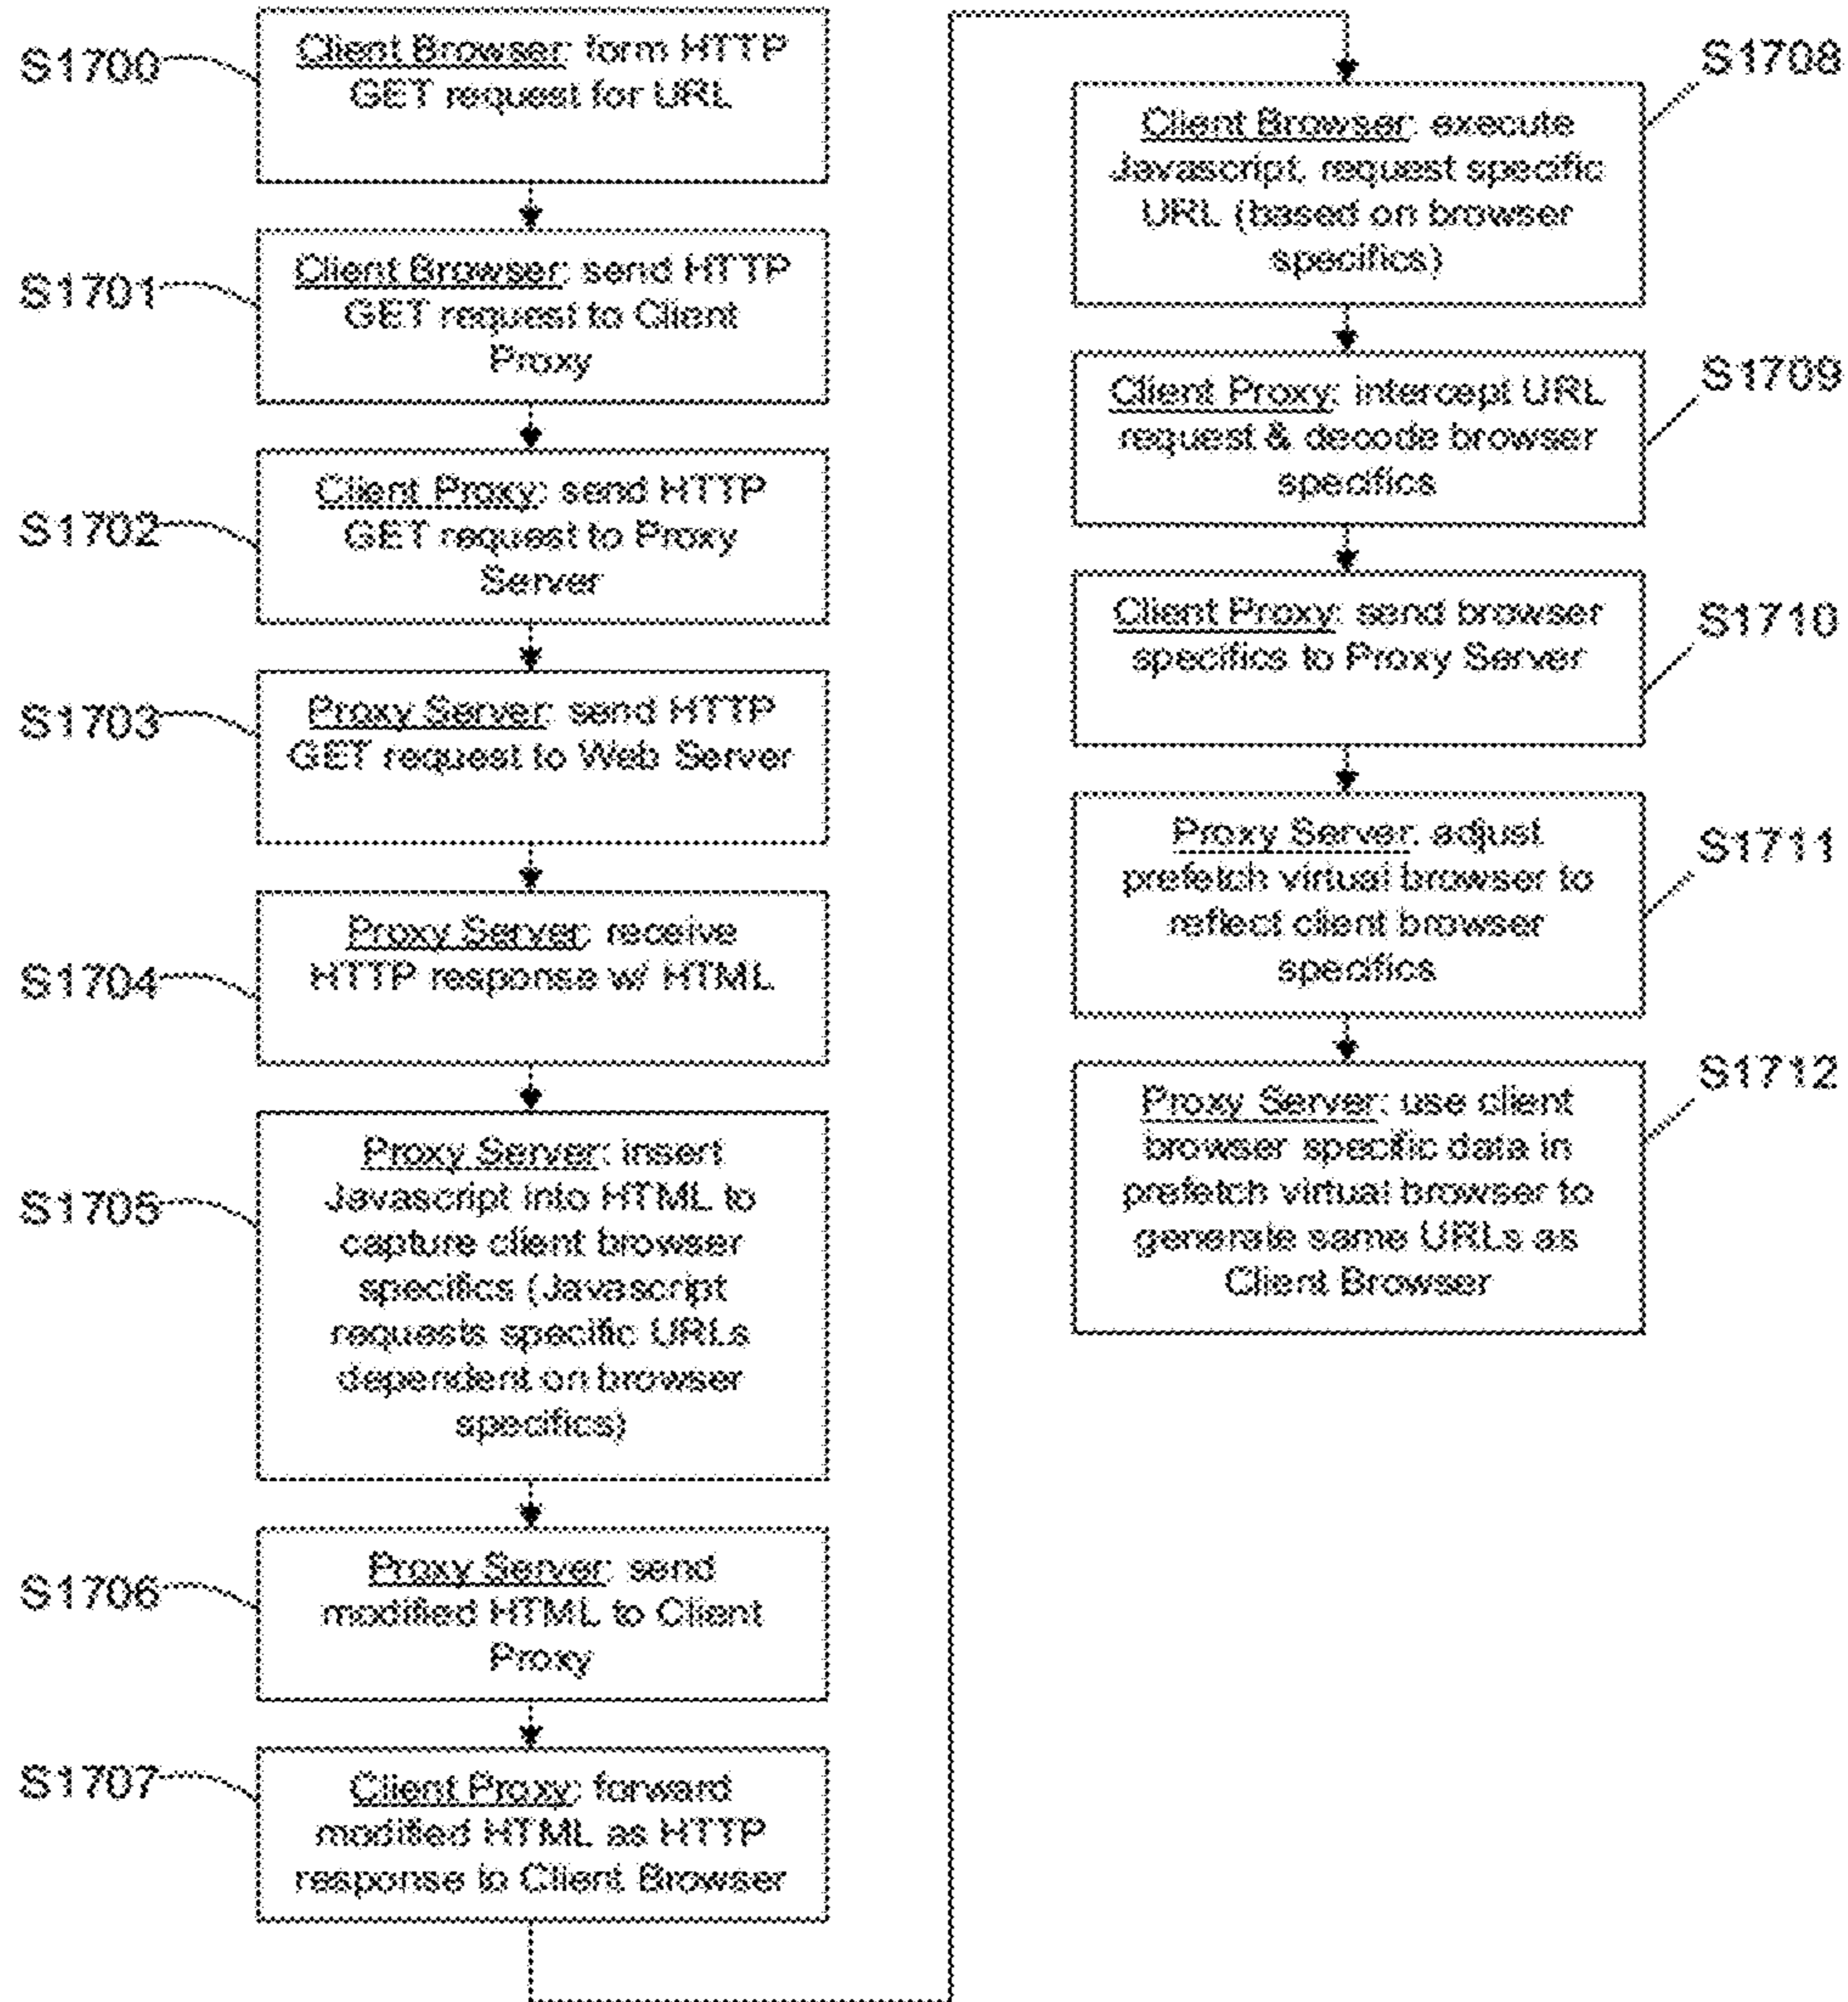 S1700
Client Browser: form HTTP
GET request for URL
S1701
Client Browser: send HTTP
GET request to Client
Proxy
S1702
Client Proxy: send HTTP
GET request to Proxy
Server
S1703
Proxy Server: send HTTP
GET request to Web Server
S1704
Proxy Server: receive
HTTP response w/ HTML
S1705
Proxy Server: insert
Javascript into HTML to
capture client browser
specifics (Javascript
requests specific URLs
dependent on browser
specifics)
S1706
Proxy Server: send
modified HTML to Client
Proxy
S1707
Client Proxy: forward
modified HTML as HTTP
response to Client Browser
S1708
Client Browser: execute
Javascript, request specific
URL (based on browser
specifics)
S1709
Client Proxy: intercept URL
request & decode browser
specifics
S1710
Client Proxy: send browser
specifics to Proxy Server
S1711
Proxy Server: adjust
prefetch virtual browser to
reflect client browser
specifics
S1712
Proxy Server: use client
browser specific data in
prefetch virtual browser to
generate same URLs as
Client Browser